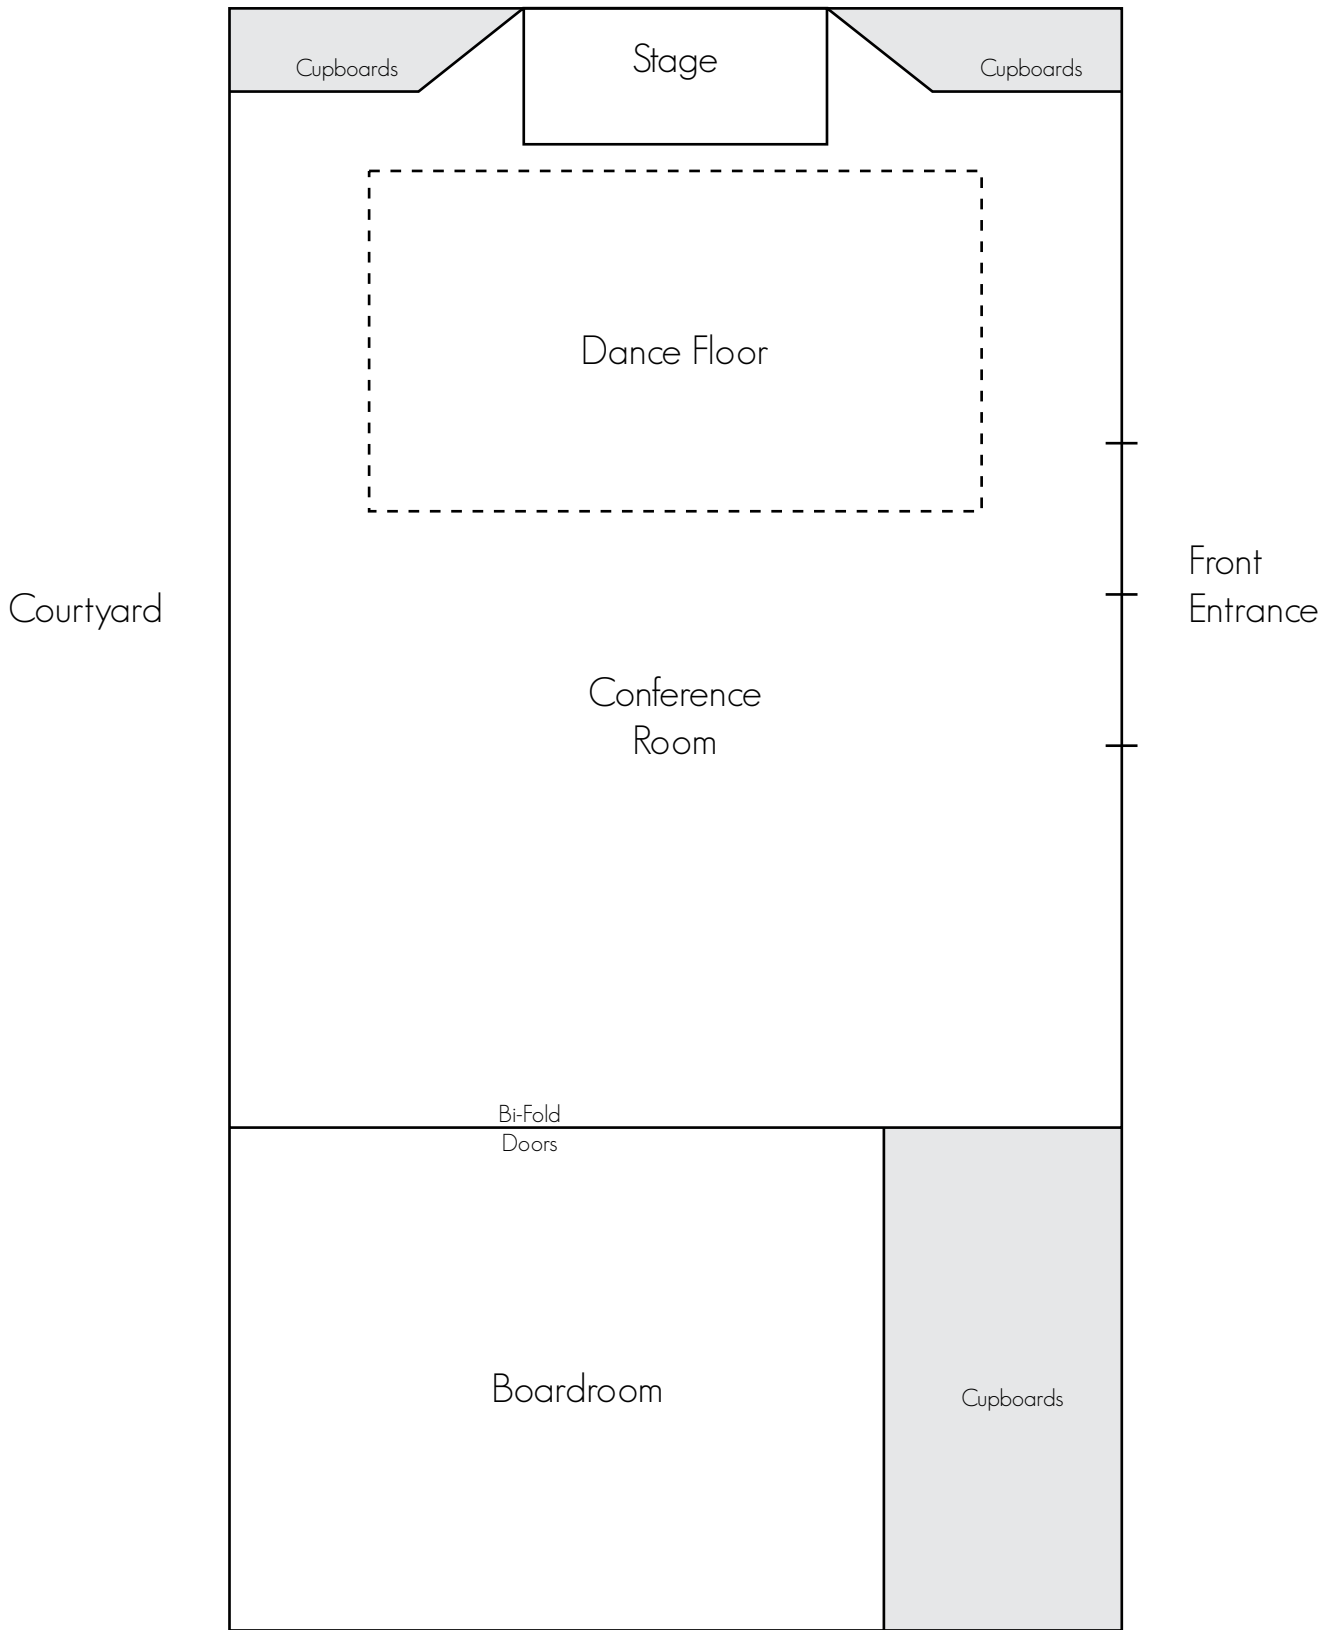 Cupboards
Stage
Cupboards
Dance Floor
Front
Entrance
Courtyard
Conference
Room
Bi-Fold
Doors
Boardroom
Cupboards